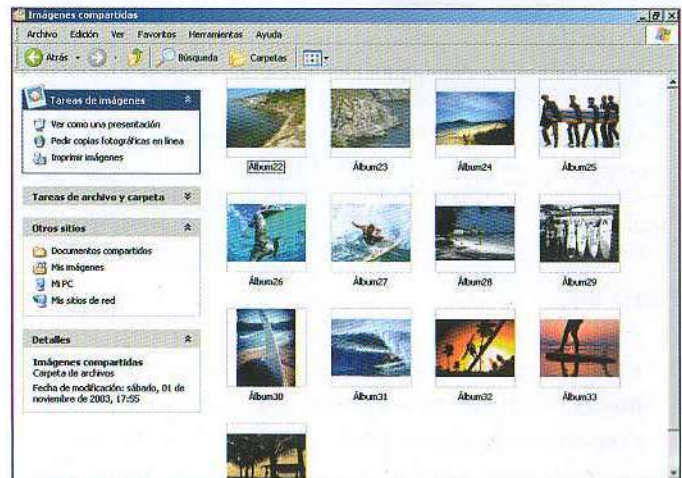 Imágenes compartidas
Archivo Edición Ver Favoritos Herramientas Ayuda
Atrás Búsqueda Carpetas
Tareas de imágenes
Ver como una presentación
Pedir copias fotográficas en línea
Imprimir imágenes
Tareas de archivo y carpeta
Otros sitios
Documentos compartidos
Mis imágenes
Mi PC
Mis sitios de red
Detalles
Imágenes compartidas
Carpeta de archivos
Fecha de modificación: sábado, 01 de
noviembre de 2003, 17:55
Álbum22 Álbum23 Álbum24 Álbum25
Álbum26 Álbum27 Álbum28 Álbum29
Álbum30 Álbum31 Álbum32 Álbum33